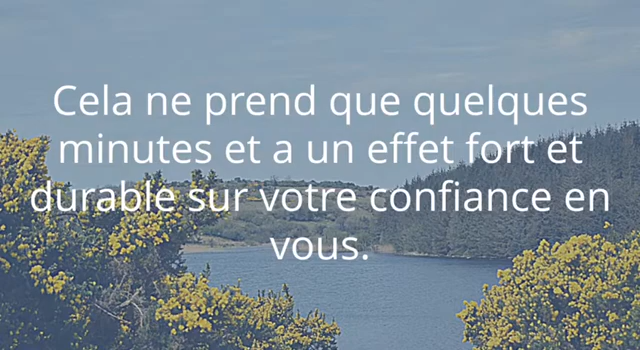 Cela ne prend que quelques
minutes et a un effet fort et
durable sur votre confiance en
vous.